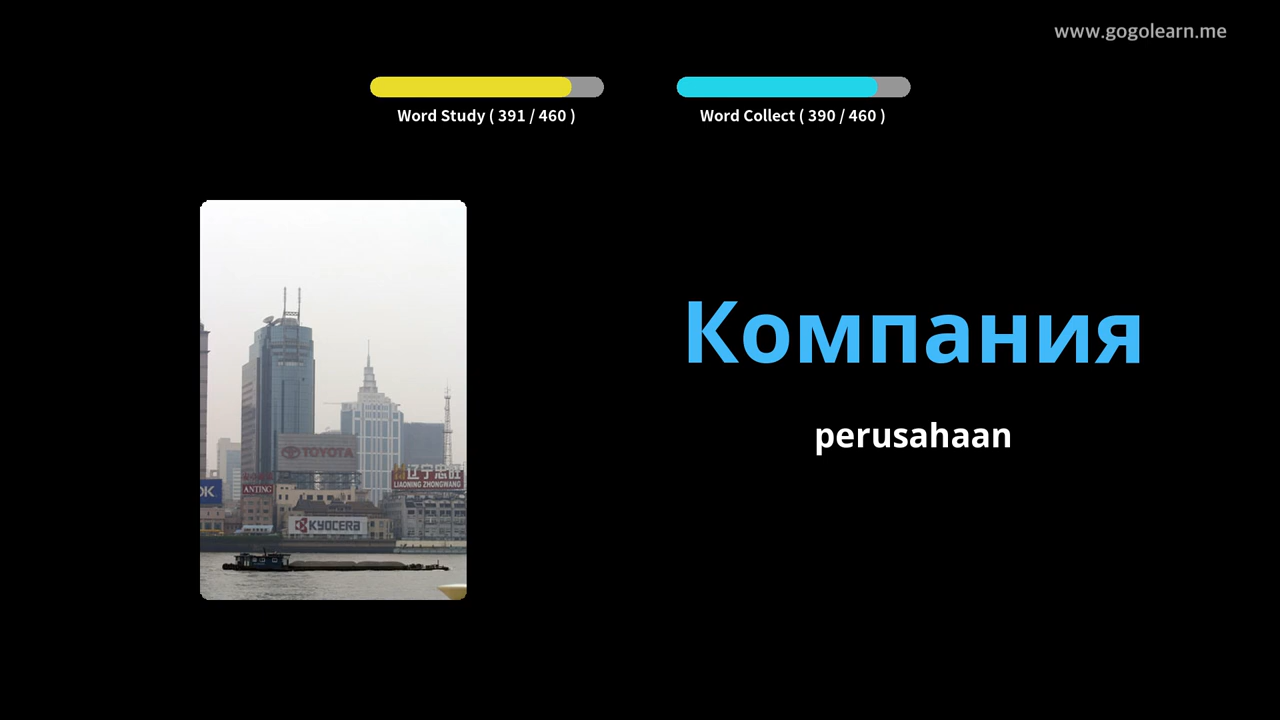 www.gogolearn.me
Word Study ( 391 / 460 )
Word Collect ( 390 / 460 )
Компания
perusahaan
TOYOTA
辽宁忠旺
LIAONING ZHONGWANG
ANTING
KYOCERA